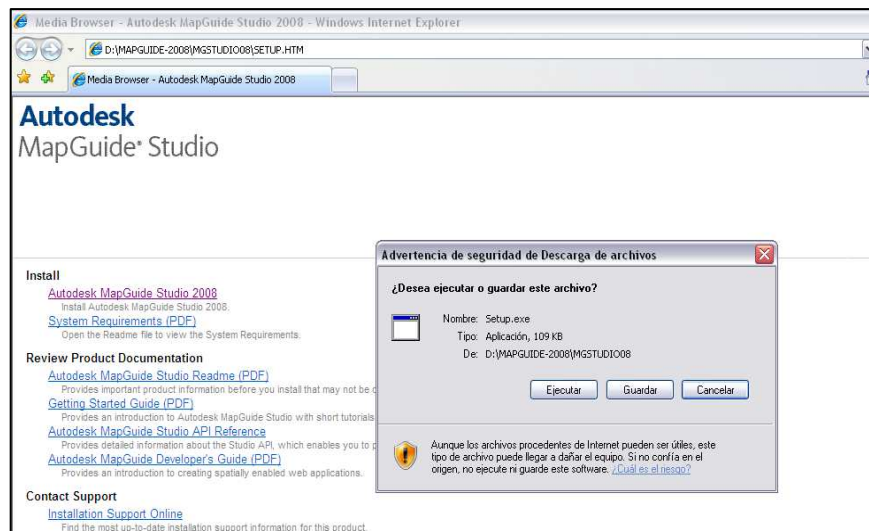 Media Browser - Autodesk MapGuide Studio 2008 - Windows Internet Explorer
D:\MAPGUIDE-2008\MGSTUDIO08\SETUP.HTM
Media Browser - Autodesk MapGuide Studio 2008
Autodesk
MapGuide® Studio
Install
Autodesk MapGuide Studio 2008
Install Autodesk MapGuide Studio 2008.
System Requirements (PDF)
Open the Readme file to view the System Requirements.
Review Product Documentation
Autodesk MapGuide Studio Readme (PDF)
Provides important product information before you install that may not be
Getting Started Guide (PDF)
Provides an introduction to Autodesk MapGuide Studio with short tutorials
Autodesk MapGuide Studio API Reference
Provides detailed information about the Studio API, which enables you to
Autodesk MapGuide Developer's Guide (PDF)
Provides an introduction to creating spatially enabled web applications.
Contact Support
Installation Support Online
Find the most up-to-date installation support information for this product.
Advertencia de seguridad de Descarga de archivos
¿Desea ejecutar o guardar este archivo?
Nombre: Setup.exe
Tipo: Aplicación, 109 KB
De: D:\MAPGUIDE-2008\MGSTUDIO08
Ejecutar Guardar Cancelar
Aunque los archivos procedentes de Internet pueden ser útiles, este
tipo de archivo puede llegar a dañar el equipo. Si no confía en el
origen, no ejecute ni guarde este software. ¿Cuál es el riesgo?